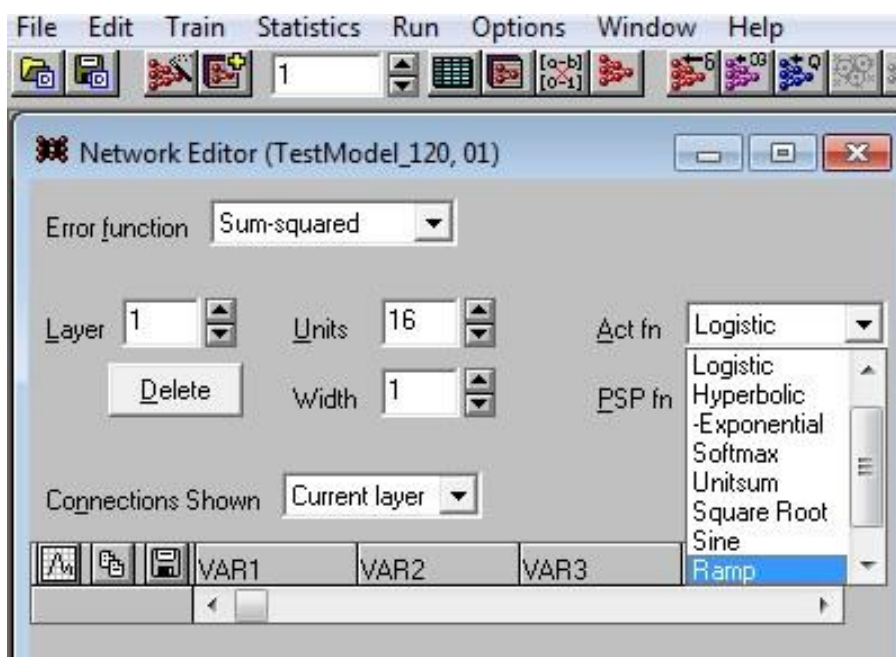 File Edit Train Statistics Run Options Window Help
1
Network Editor (TestModel_120, 01)
Error function Sum-squared
Layer 1 Units 16 Act fn Logistic
Delete Width 1 PSP fn
Logistic
Hyperbolic
-Exponential
Softmax
Unitsum
Square Root
Sine
Ramp
Connections Shown Current layer
VAR1 VAR2 VAR3